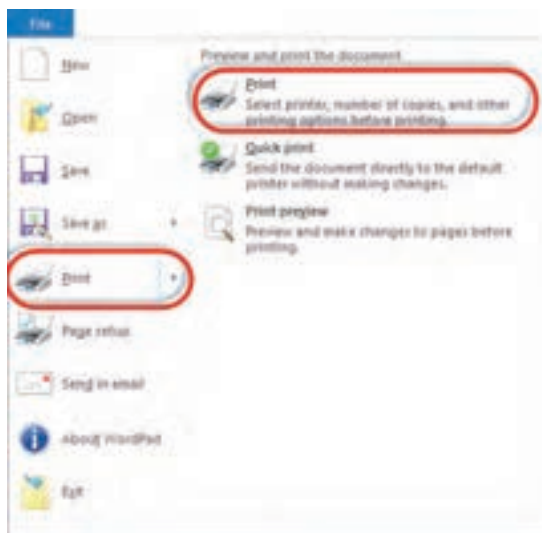 File
New
Open
Save
Save as
Print
Page setup
Send in email
About WordPad
Exit
Preview and print the document
Print
Select printer, number of copies, and other
printing options before printing.
Quick print
Send the document directly to the default
printer without making changes.
Print preview
Preview and make changes to pages before
printing.